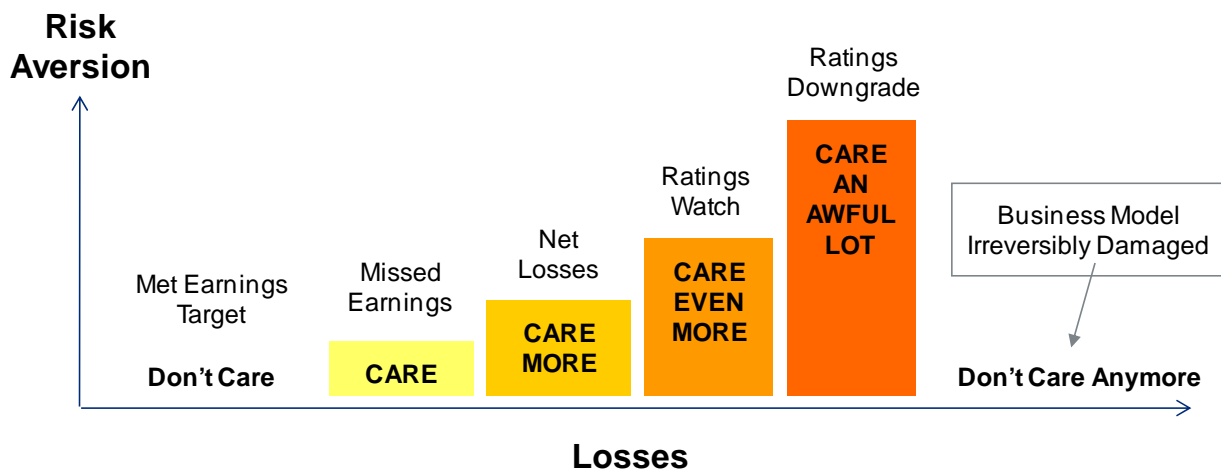 Risk
Aversion
Met Earnings
Target
Don’t Care
Missed
Earnings
CARE
Net
Losses
CARE
MORE
Ratings
Watch
CARE
EVEN
MORE
Ratings
Downgrade
CARE
AN
AWFUL
LOT
Business Model
Irreversibly Damaged
Don’t Care Anymore
Losses